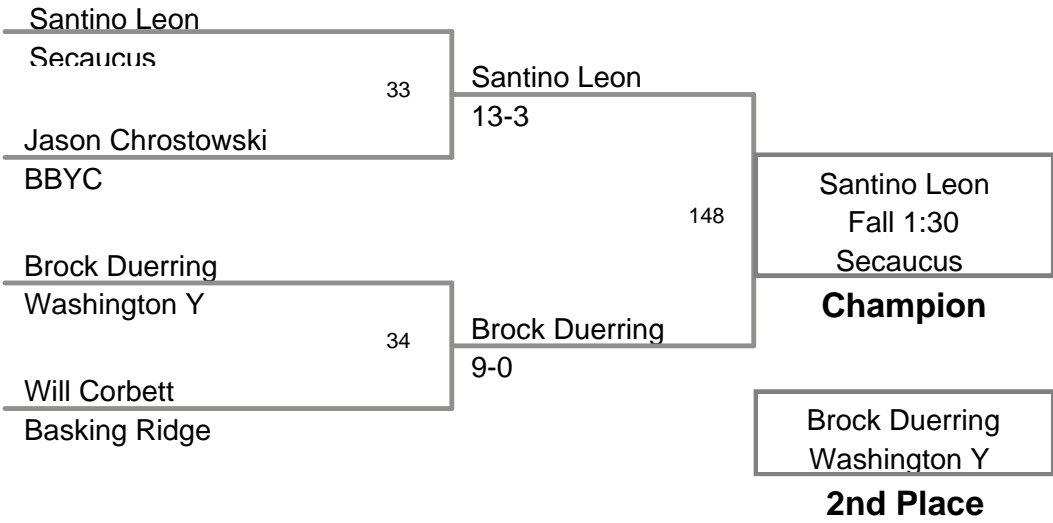 Santino Leon
Secaucus
33
Jason Chrostowski
BBYC
Santino Leon
13-3
Brock Duerring
Washington Y
34
Will Corbett
Basking Ridge
Brock Duerring
9-0
148
Santino Leon
Fall 1:30
Secaucus
Champion
Brock Duerring
Washington Y
2nd Place